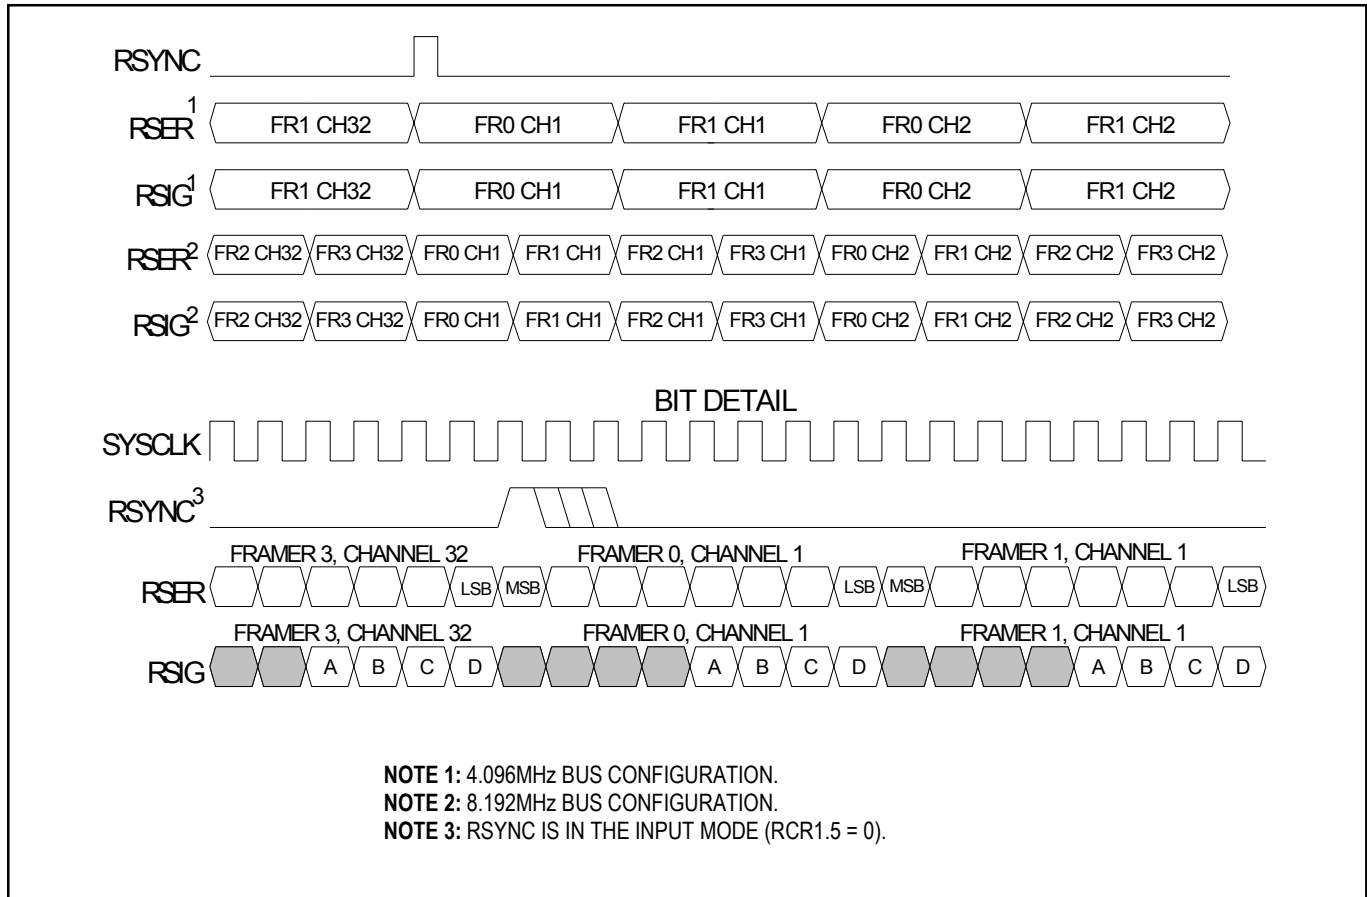 RSYNC
RSER1 FR1 CH32 FR0 CH1 FR1 CH1 FR0 CH2 FR1 CH2
RSIG1 FR1 CH32 FR0 CH1 FR1 CH1 FR0 CH2 FR1 CH2
RSER2 FR2 CH32 FR3 CH32 FR0 CH1 FR1 CH1 FR2 CH1 FR3 CH1 FR0 CH2 FR1 CH2 FR2 CH2 FR3 CH2
RSIG2 FR2 CH32 FR3 CH32 FR0 CH1 FR1 CH1 FR2 CH1 FR3 CH1 FR0 CH2 FR1 CH2 FR2 CH2 FR3 CH2
BIT DETAIL
SYSCLK
RSYNC3
FRAMER 3, CHANNEL 32 FRAMER 0, CHANNEL 1 FRAMER 1, CHANNEL 1
RSER LSB MSB LSB MSB LSB
FRAMER 3, CHANNEL 32 FRAMER 0, CHANNEL 1 FRAMER 1, CHANNEL 1
RSIG A B C D A B C D A B C D
NOTE 1: 4.096MHz BUS CONFIGURATION.
NOTE 2: 8.192MHz BUS CONFIGURATION.
NOTE 3: RSYNC IS IN THE INPUT MODE (RCR1.5 = 0).